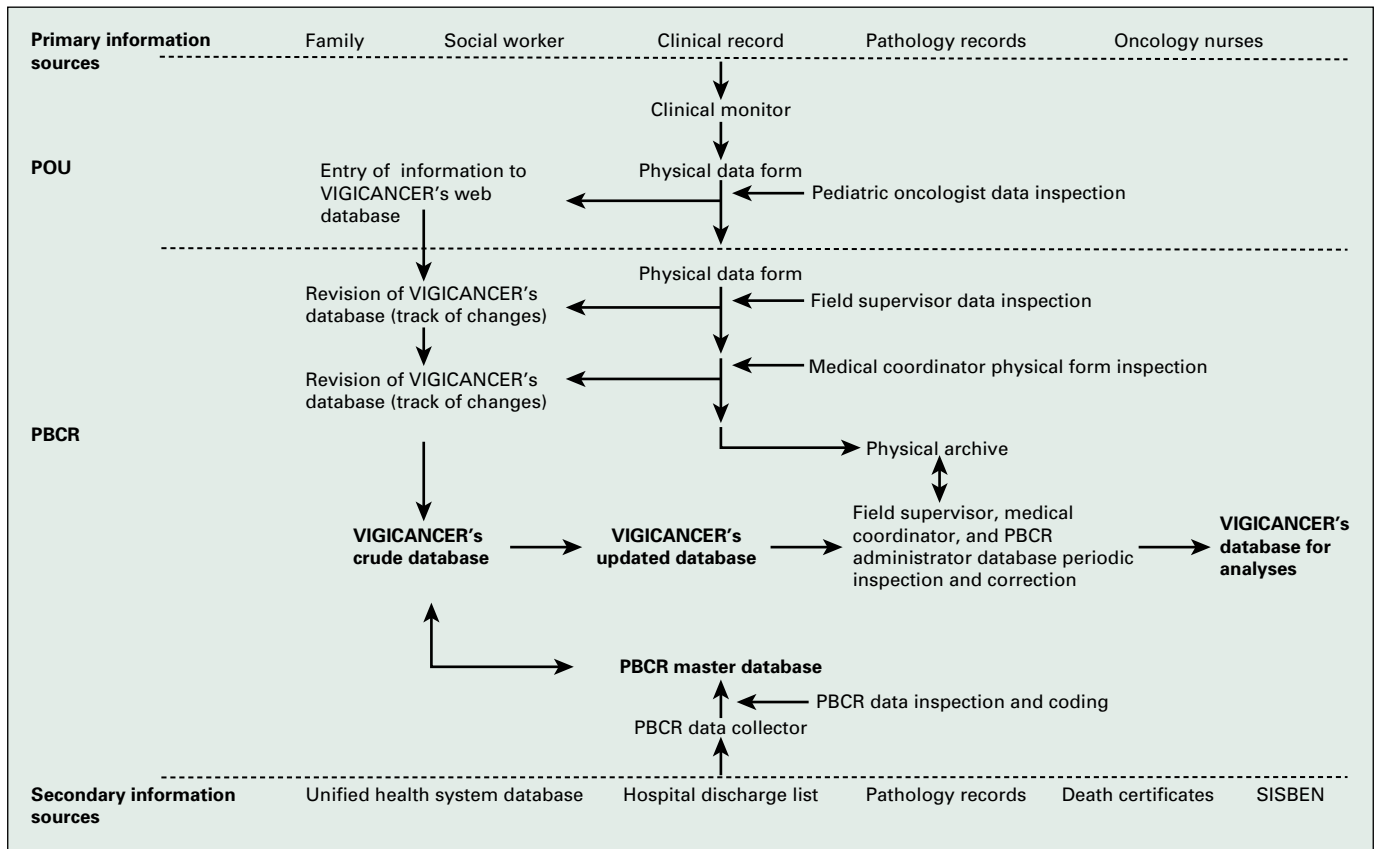 Primary information
sources
Family
Social worker
Clinical record
Pathology records
Oncology nurses
Clinical monitor
POU
Entry of information to
VIGICANCER's web
database
Physical data form
Pediatric oncologist data inspection
Physical data form
Revision of VIGICANCER's
database (track of changes)
Field supervisor data inspection
Revision of VIGICANCER's
database (track of changes)
Medical coordinator physical form inspection
PBCR
Physical archive
VIGICANCER's
crude database
VIGICANCER's
updated database
Field supervisor, medical
coordinator, and PBCR
administrator database periodic
inspection and correction
VIGICANCER's
database for
analyses
PBCR master database
PBCR data inspection and coding
PBCR data collector
Secondary information
sources
Unified health system database
Hospital discharge list
Pathology records
Death certificates
SISBEN